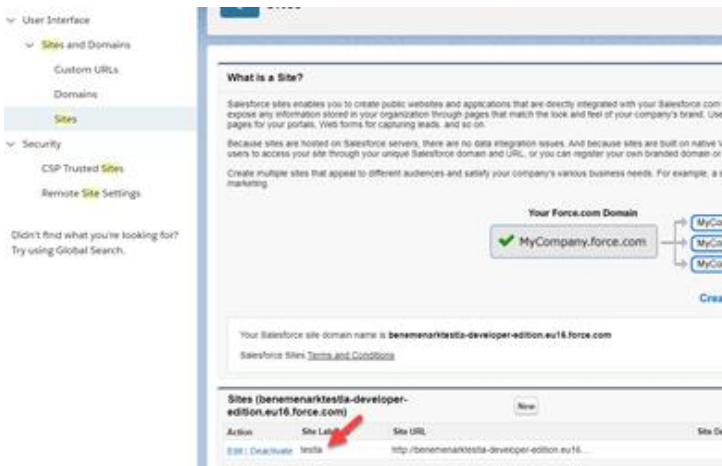 User Interface
Sites and Domains
Custom URLs
Domains
Sites
Security
CSP Trusted Sites
Remote Site Settings
Didn't find what you're looking for?
Try using Global Search.
What is a Site?
Salesforce sites enables you to create public websites and applications that are directly integrated with your Salesforce
expose any information stored in your organization through pages that match the look and feel of your company's brand.
pages for your portals, Web forms for capturing leads, and so on.
Because sites are hosted on Salesforce servers, there are no data integration issues. And because sites are built on native
users to access your site through your unique Salesforce domain and URL, or you can register your own branded domain
Create multiple sites that appeal to different audiences and satisfy your company's various business needs. For example, a
marketing
Your Force.com Domain
MyCompany.force.com
MyCo
MyCo
MyCo
Crea
Your Salesforce site domain name is benemenarktestla-developer-edition.eu16.force.com
Salesforce Sites Terms and Conditions
Sites (benemenarktestla-developer-
edition.eu16.force.com)
New
Action Site Site URL Site
Edit | Deactivate testla http://benemenarktestla-developer-edition.eu16...